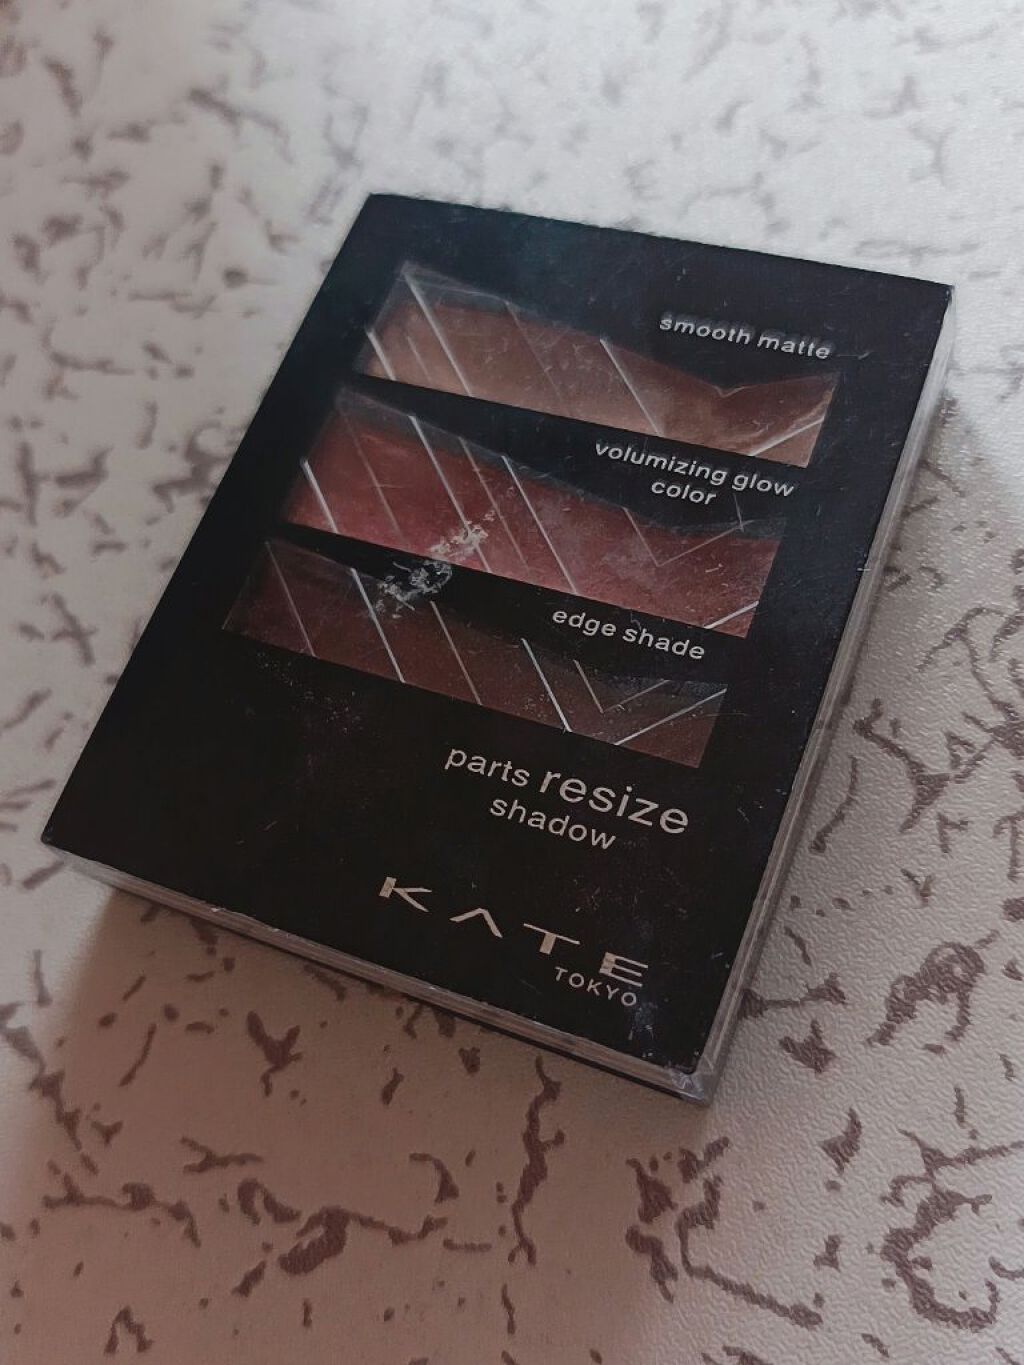 smooth matte
volumizing glow
color
edge shade
parts resize
shadow
KATE
TOKYO